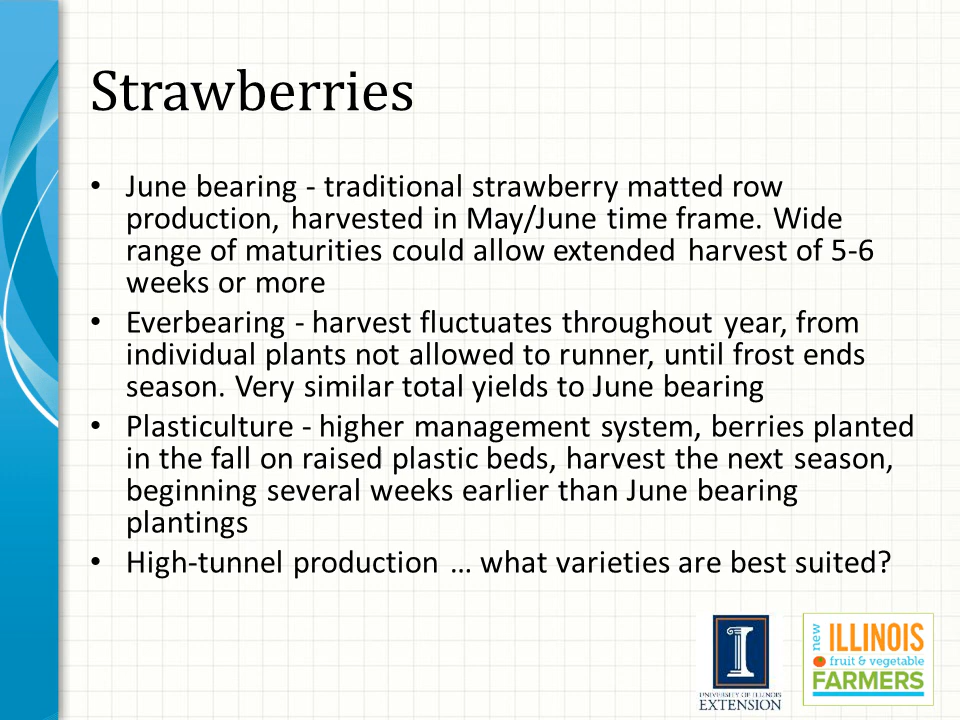 Strawberries
• June bearing - traditional strawberry matted row
production, harvested in May/June time frame. Wide
range of maturities could allow extended harvest of 5-6
weeks or more
• Everbearing - harvest fluctuates throughout year, from
individual plants not allowed to runner, until frost ends
season. Very similar total yields to June bearing
• Plasticulture - higher management system, berries planted
in the fall on raised plastic beds, harvest the next season,
beginning several weeks earlier than June bearing
plantings
• High-tunnel production … what varieties are best suited?
I
UNIVERSITY OF ILLINOIS
EXTENSION
new
ILLINOIS
fruit & vegetable
FARMERS